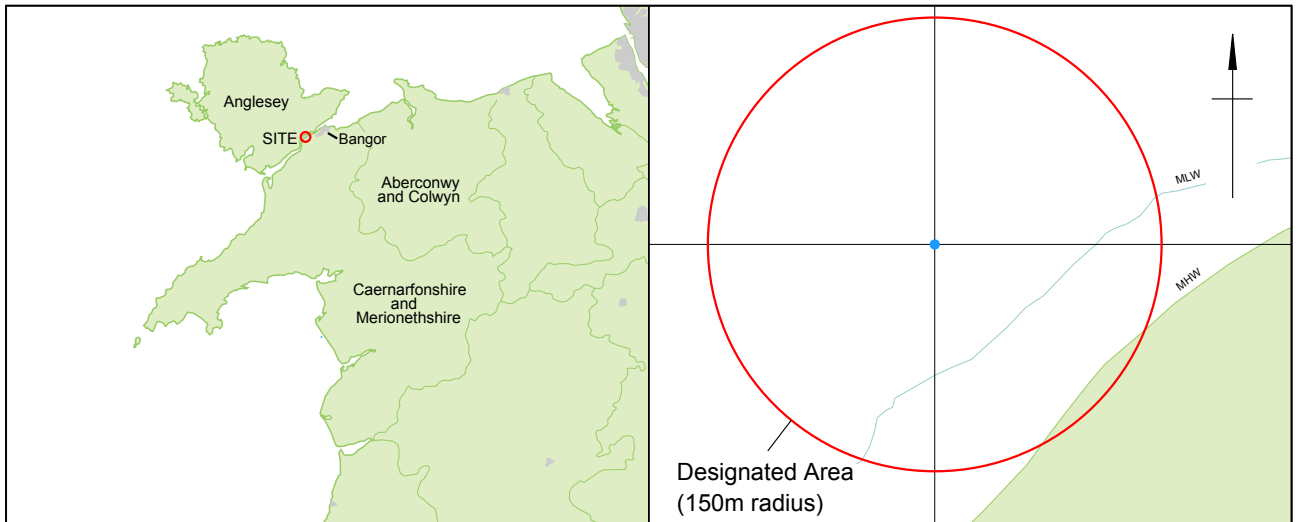 Anglesey
SITE
Bangor
Aberconwy
and Colwyn
Caernarfonshire
and
Merionethshire
MLW
MHW
Designated Area
(150m radius)